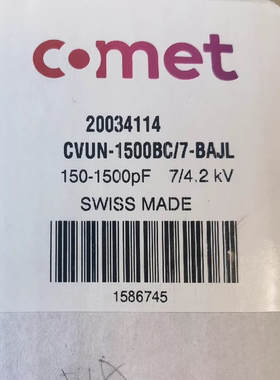 comet
20034114
CVUN-1500BC/7-BAJL
150-1500pF 7/4.2 kV
SWISS MADE
1586745